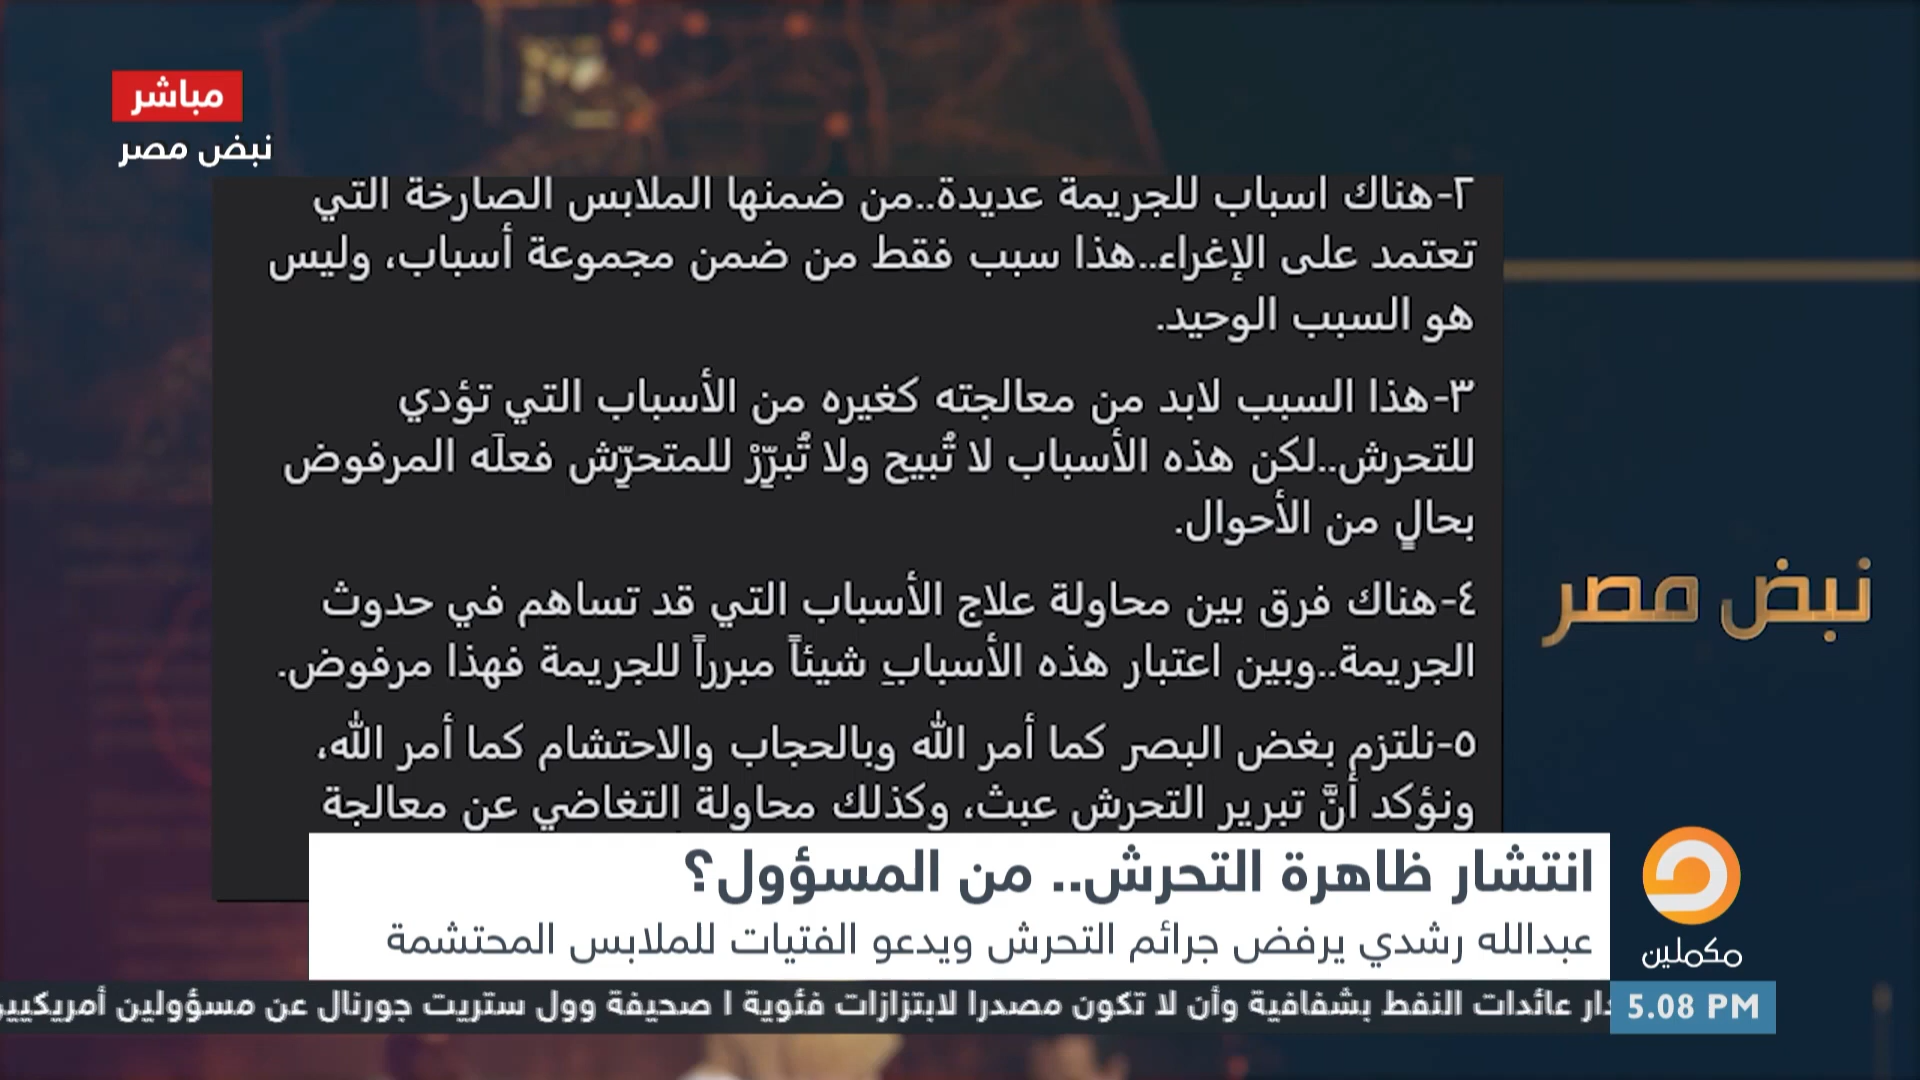 مباشر
نبض مصر
٢-هناك اسباب للجريمة عديدة..من ضمنها الملابس الصارخة التي
تعتمد على الإغراء..هذا سبب فقط من ضمن مجموعة أسباب، وليس
هو السبب الوحيد.
٣-هذا السبب لابد من معالجته كغيره من الأسباب التي تؤدي
للتحرش..لكن هذه الأسباب لا تُبيح ولا تُبرِّرْ للمتحرِّش فعلَه المرفوض
بحالٍ من الأحوال.
٤-هناك فرق بين محاولة علاج الأسباب التي قد تساهم في حدوث
الجريمة..وبين اعتبار هذه الأسبابِ شيئاً مبرراً للجريمة فهذا مرفوض.
٥-نلتزم بغض البصر كما أمر الله وبالحجاب والاحتشام كما أمر الله،
ونؤكد أنَّ تبرير التحرش عبث، وكذلك محاولة التغاضي عن معالجة
نبض مصر
انتشار ظاهرة التحرش.. من المسؤول؟
عبدالله رشدي يرفض جرائم التحرش ويدعو الفتيات للملابس المحتشمة
مكملين
عائدات النفط بشفافية وأن لا تكون مصدرا لابتزازات فئوية ا صحيفة وول ستريت جورنال عن مسؤولين
5.08 PM